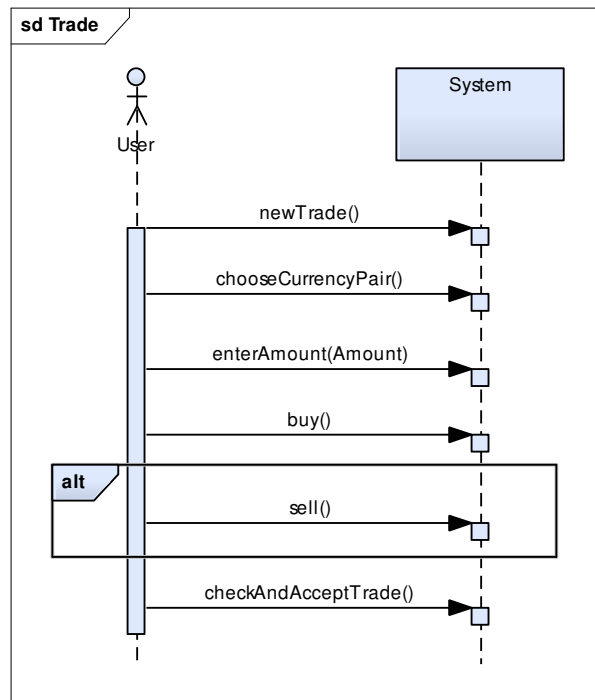 sd Trade
User
System
newTrade()
chooseCurrencyPair()
enterAmount(Amount)
buy()
alt
sell()
checkAndAcceptTrade()